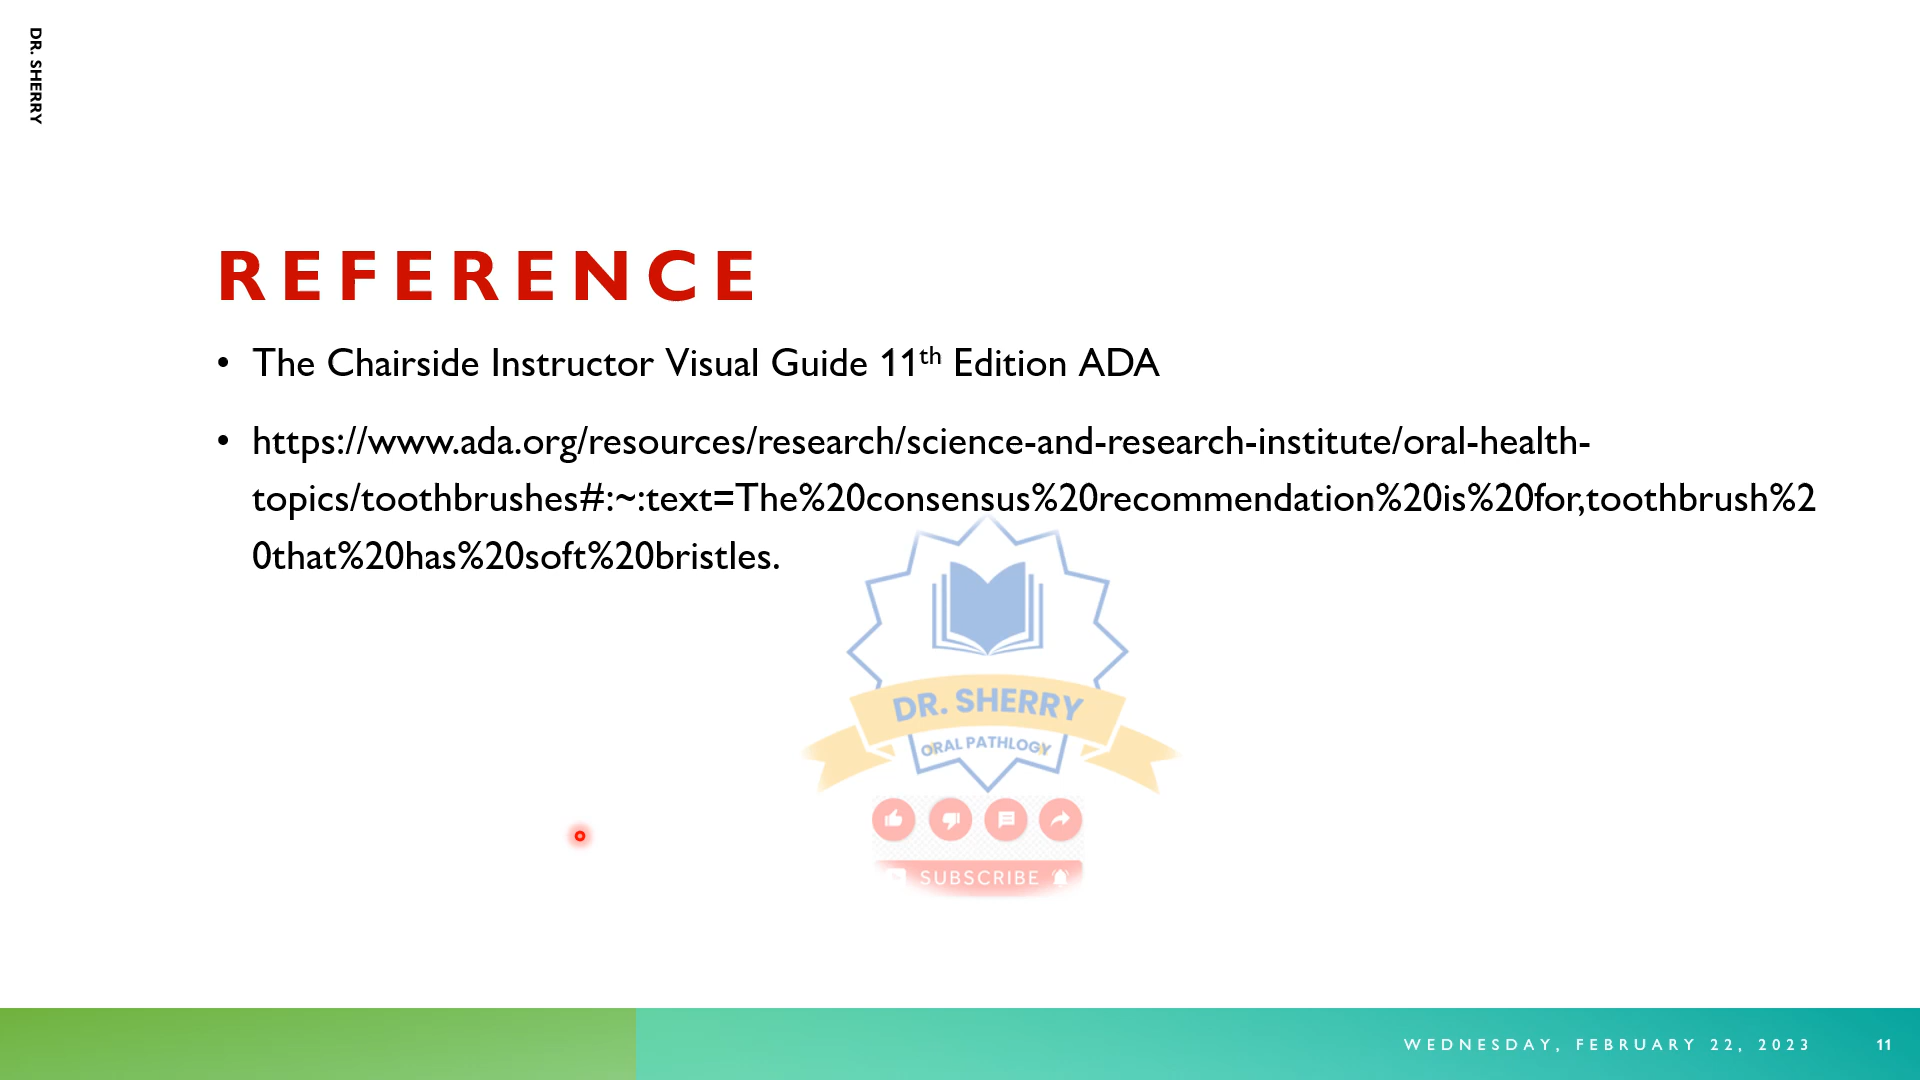 DR. SHERRY
REFERENCE
• The Chairside Instructor Visual Guide 11th Edition ADA
• https://www.ada.org/resources/research/science-and-research-institute/oral-health-
topics/toothbrushes#:~:text=The%20consensus%20recommendation%20is%20for,toothbrush%2
0that%20has%20soft%20bristles.
DR. SHERRY
ORAL PATHLOGY
SUBSCRIBE
WEDNESDAY, FEBRUARY 22, 2023
11